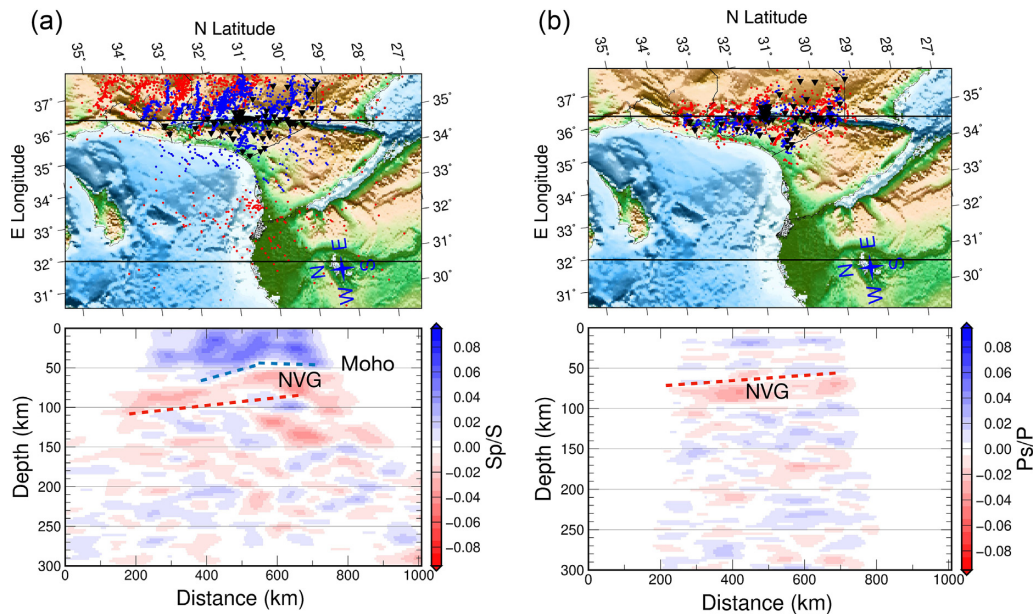 (a)
N Latitude
35° 34° 33° 32° 31° 30° 29° 28° 27°
E Longitude
37° 36° 35° 34° 33° 32° 31°
35° 34° 33° 32° 31° 30°
N E S W
Moho
NVG
Depth (km)
0 50 100 150 200 250 300
0 200 400 600 800 1000
Distance (km)
0.08 0.06 0.04 0.02 0.00 −0.02 −0.04 −0.06 −0.08
Sp/S
(b)
N Latitude
35° 34° 33° 32° 31° 30° 29° 28° 27°
E Longitude
37° 36° 35° 34° 33° 32° 31°
35° 34° 33° 32° 31° 30°
N E S W
NVG
Depth (km)
0 50 100 150 200 250 300
0 200 400 600 800 1000
Distance (km)
0.08 0.06 0.04 0.02 0.00 −0.02 −0.04 −0.06 −0.08
Ps/P